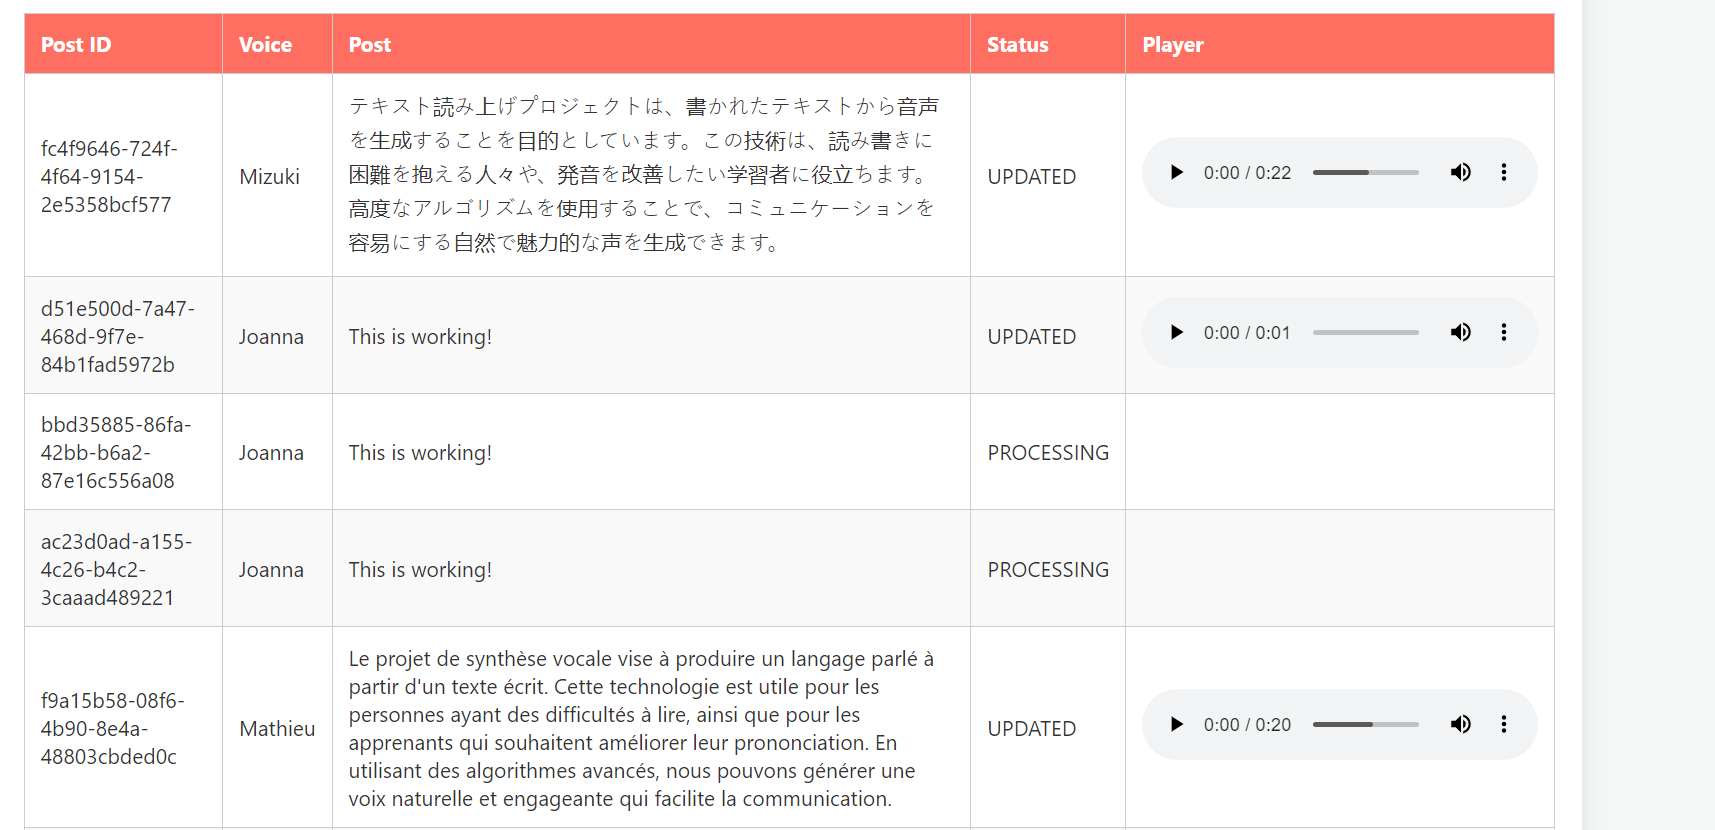 Post ID Voice Post Status Player
fc4f9646-724f-
4f64-9154-
2e5358bcf577
Mizuki
テキスト読み上げプロジェクトは、書かれたテキストから音声
を生成することを目的としています。この技術は、読み書きに
困難を抱える人々や、発音を改善したい学習者に役立ちます。
高度なアルゴリズムを使用することで、コミュニケーションを
容易にする自然で魅力的な声を生成できます。
UPDATED
0:00 / 0:22
d51e500d-7a47-
468d-9f7e-
84b1fad5972b
Joanna
This is working!
UPDATED
0:00 / 0:01
bbd35885-86fa-
42bb-b6a2-
87e16c556a08
Joanna
This is working!
PROCESSING
ac23d0ad-a155-
4c26-b4c2-
3caaad489221
Joanna
This is working!
PROCESSING
f9a15b58-08f6-
4b90-8e4a-
48803cbded0c
Mathieu
Le projet de synthèse vocale vise à produire un langage parlé à
partir d'un texte écrit. Cette technologie est utile pour les
personnes ayant des difficultés à lire, ainsi que pour les
apprenants qui souhaitent améliorer leur prononciation. En
utilisant des algorithmes avancés, nous pouvons générer une
voix naturelle et engageante qui facilite la communication.
UPDATED
0:00 / 0:20